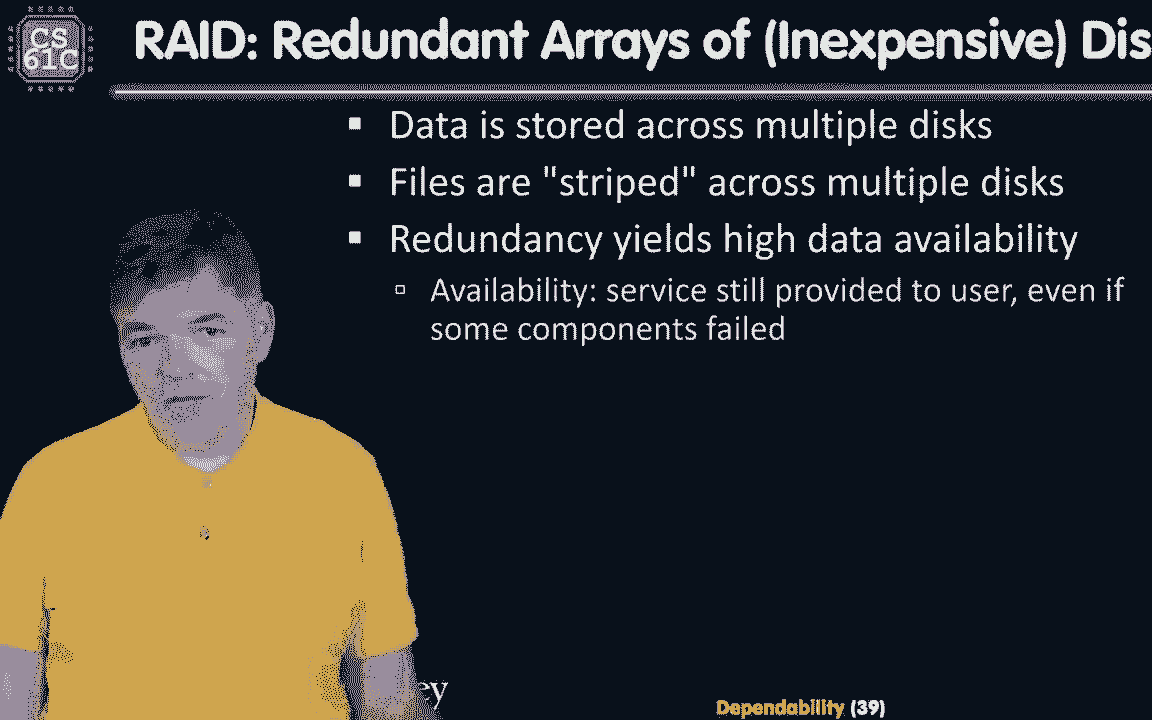 CS
61C
RAID: Redundant Arrays of (Inexpensive) Dis
▪ Data is stored across multiple disks
▪ Files are "striped" across multiple disks
▪ Redundancy yields high data availability
▫ Availability: service still provided to user, even if
some components failed
ey
Dependability (39)